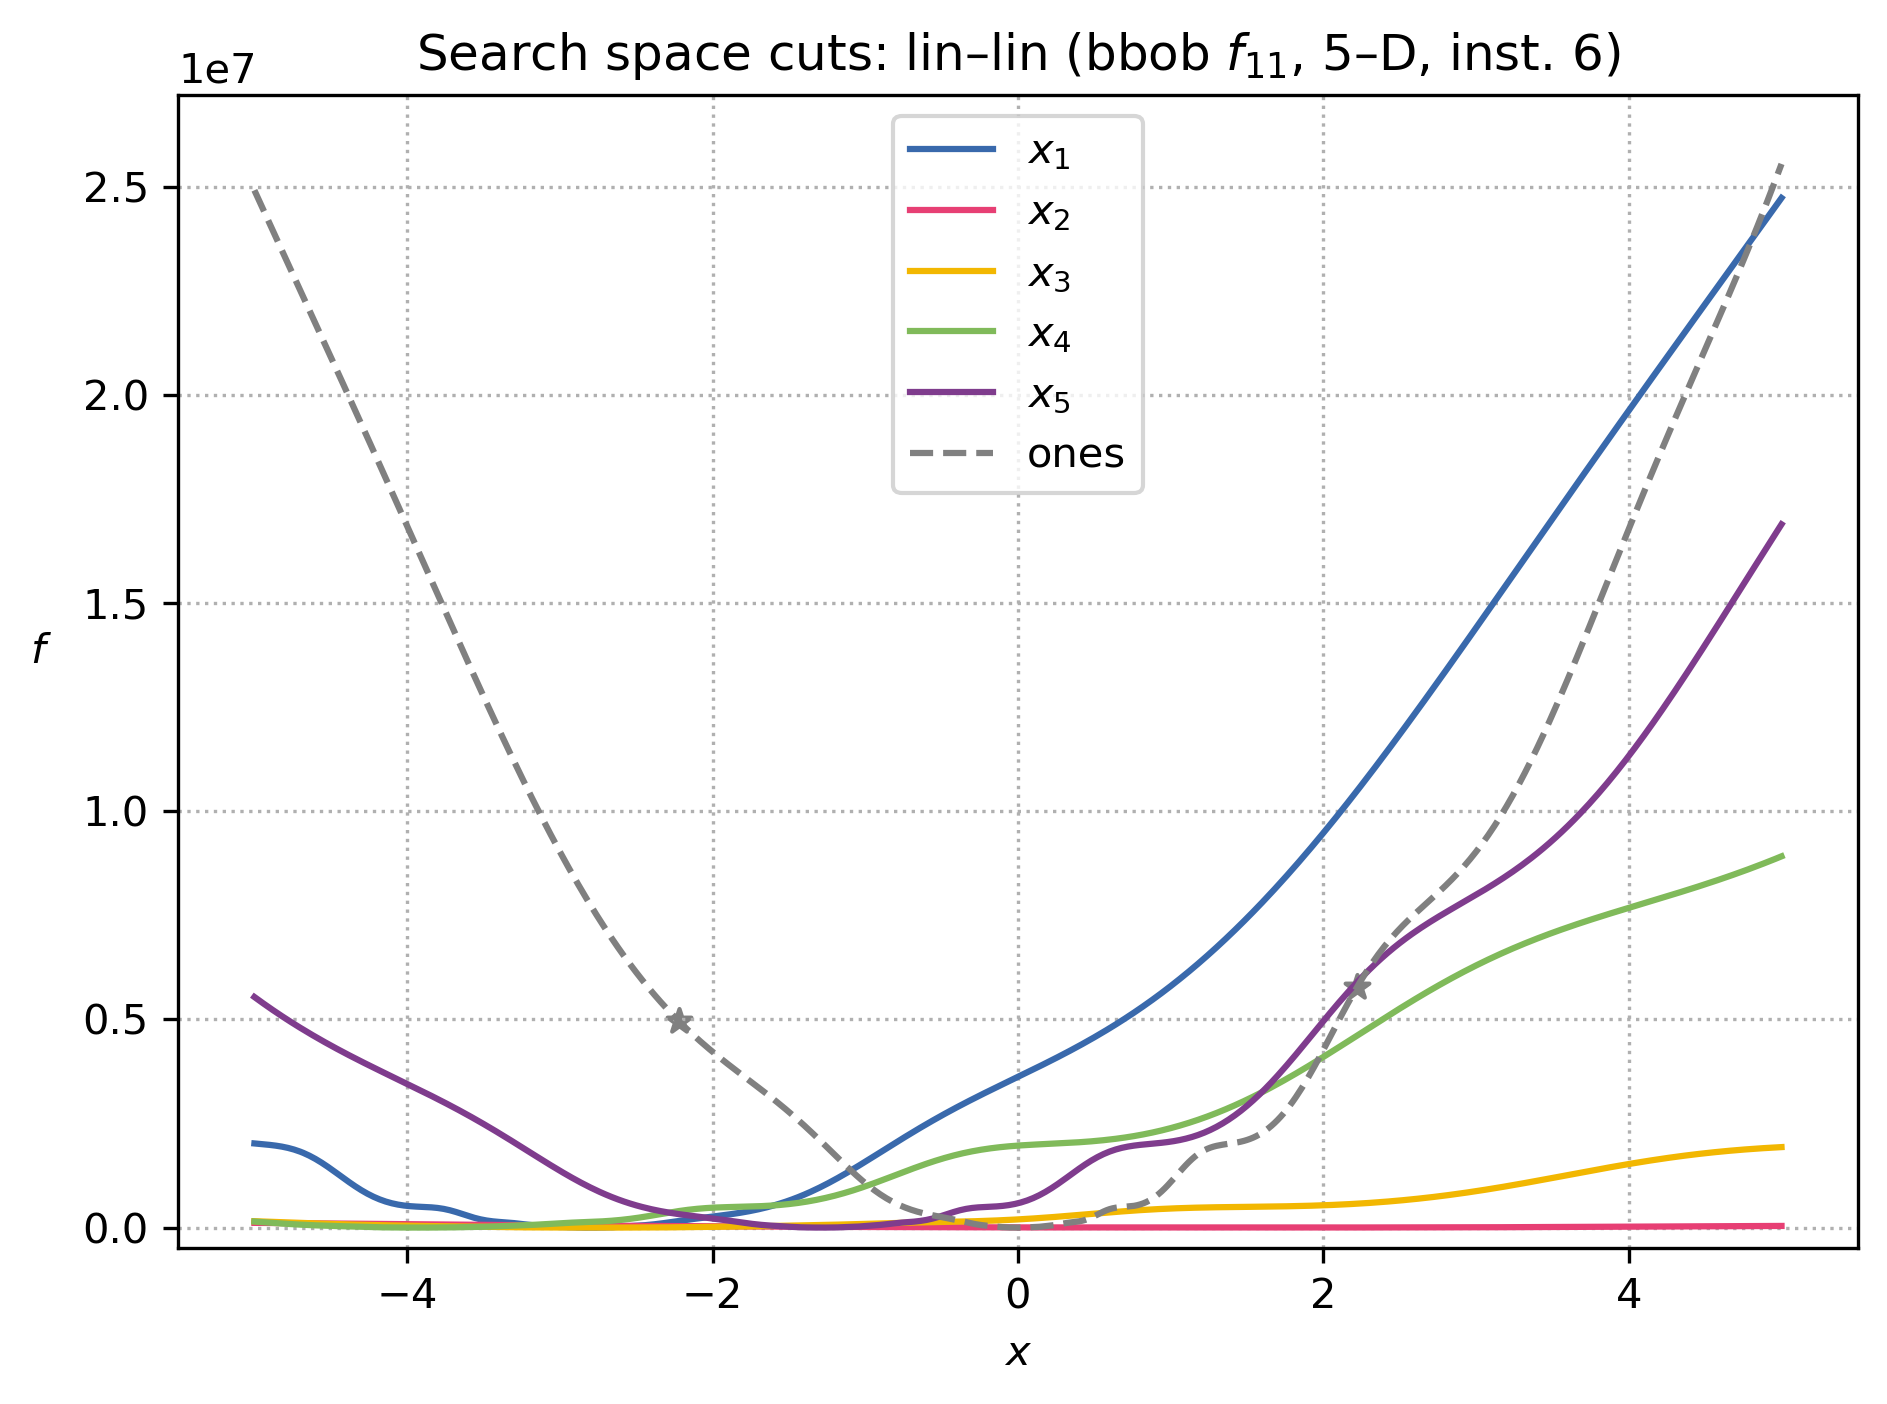 Search space cuts: lin–lin (bbob f11, 5–D, inst. 6)
1e7
x1
x2
x3
x4
x5
ones
2.5
2.0
1.5
1.0
0.5
0.0
f
−4
−2
0
2
4
x